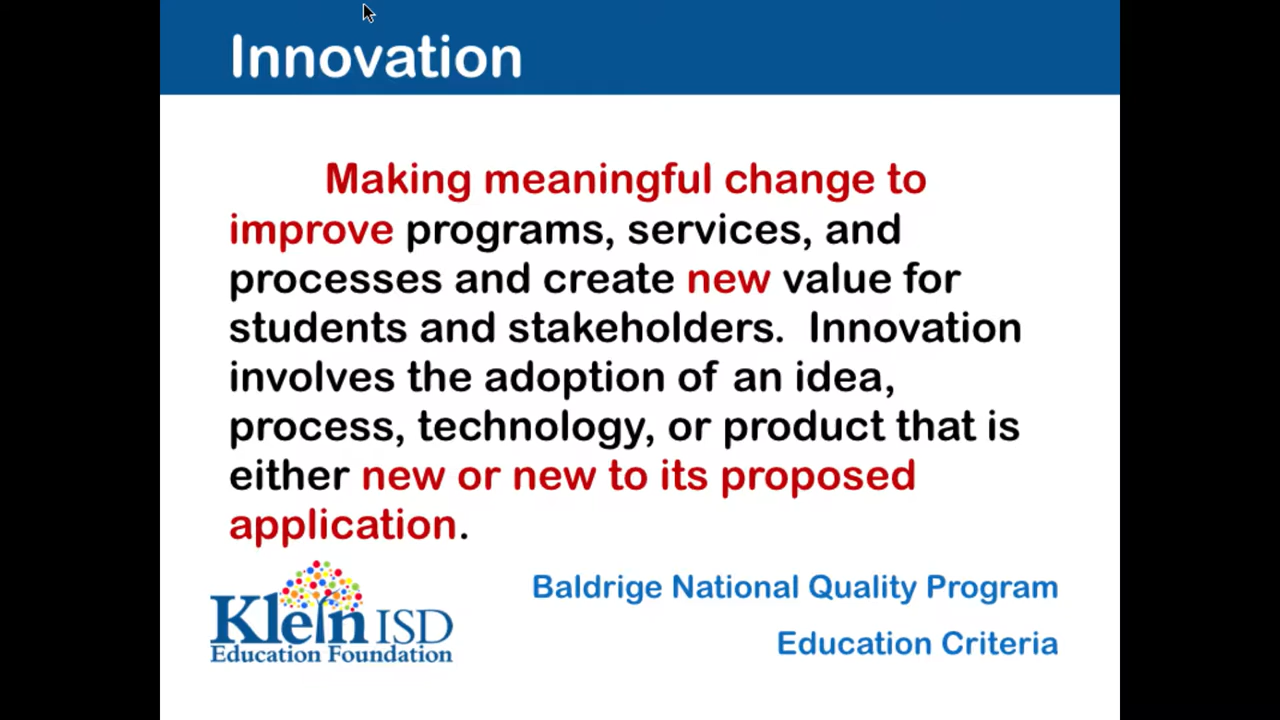 Innovation
Making meaningful change to
improve programs, services, and
processes and create new value for
students and stakeholders.  Innovation
involves the adoption of an idea,
process, technology, or product that is
either new or new to its proposed
application.
Klein ISD
Education Foundation
Baldrige National Quality Program
Education Criteria